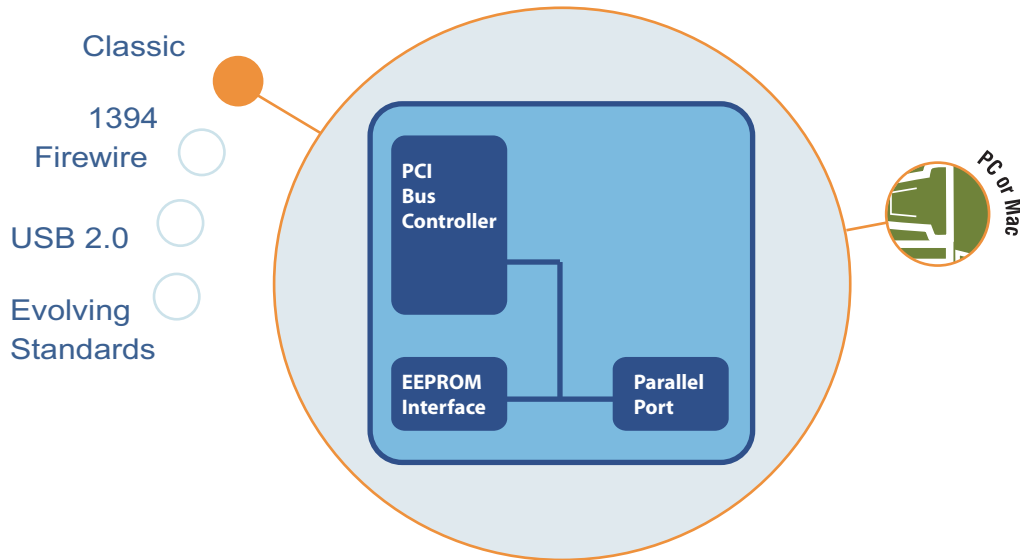 Classic
1394
Firewire
USB 2.0
Evolving
Standards
PCI
Bus
Controller
EEPROM
Interface
Parallel
Port
PC or Mac